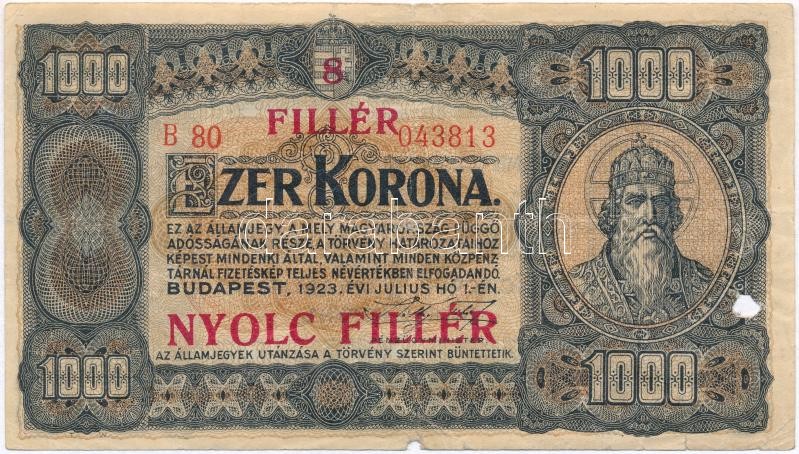 1000
8
1000
FILLÉR
B 80 043813
EZER KORONA.
EZ AZ ÁLLAMJEGY, A MELY MAGYARORSZÁG FÜGGŐ
ADÓSSÁGÁNAK RÉSZE, A TÖRVÉNY HATÁROZATAIHOZ
KÉPEST MINDENKI ÁLTAL, VALAMINT MINDEN KÖZPÉNZ-
TÁRNÁL FIZETÉSKÉP TELJES NÉVÉRTÉKBEN ELFOGADANDÓ.
BUDAPEST, 1923. ÉVI JULIUS HÓ 1.-ÉN.
NYOLC FILLÉR
AZ ÁLLAMJEGYEK UTÁNZÁSA A TÖRVÉNY SZERINT BÜNTETTETIK.
1000
1000
darabanth